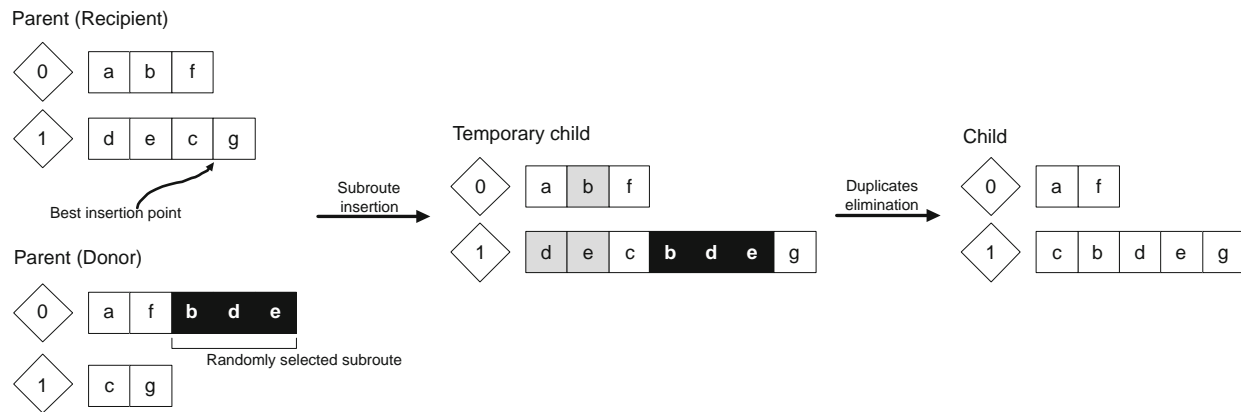 Parent (Recipient)
0 a b f
1 d e c g
Best insertion point
Parent (Donor)
0 a f b d e
Randomly selected subroute
1 c g
Subroute
insertion
Temporary child
0 a b f
1 d e c b d e g
Duplicates
elimination
Child
0 a f
1 c b d e g